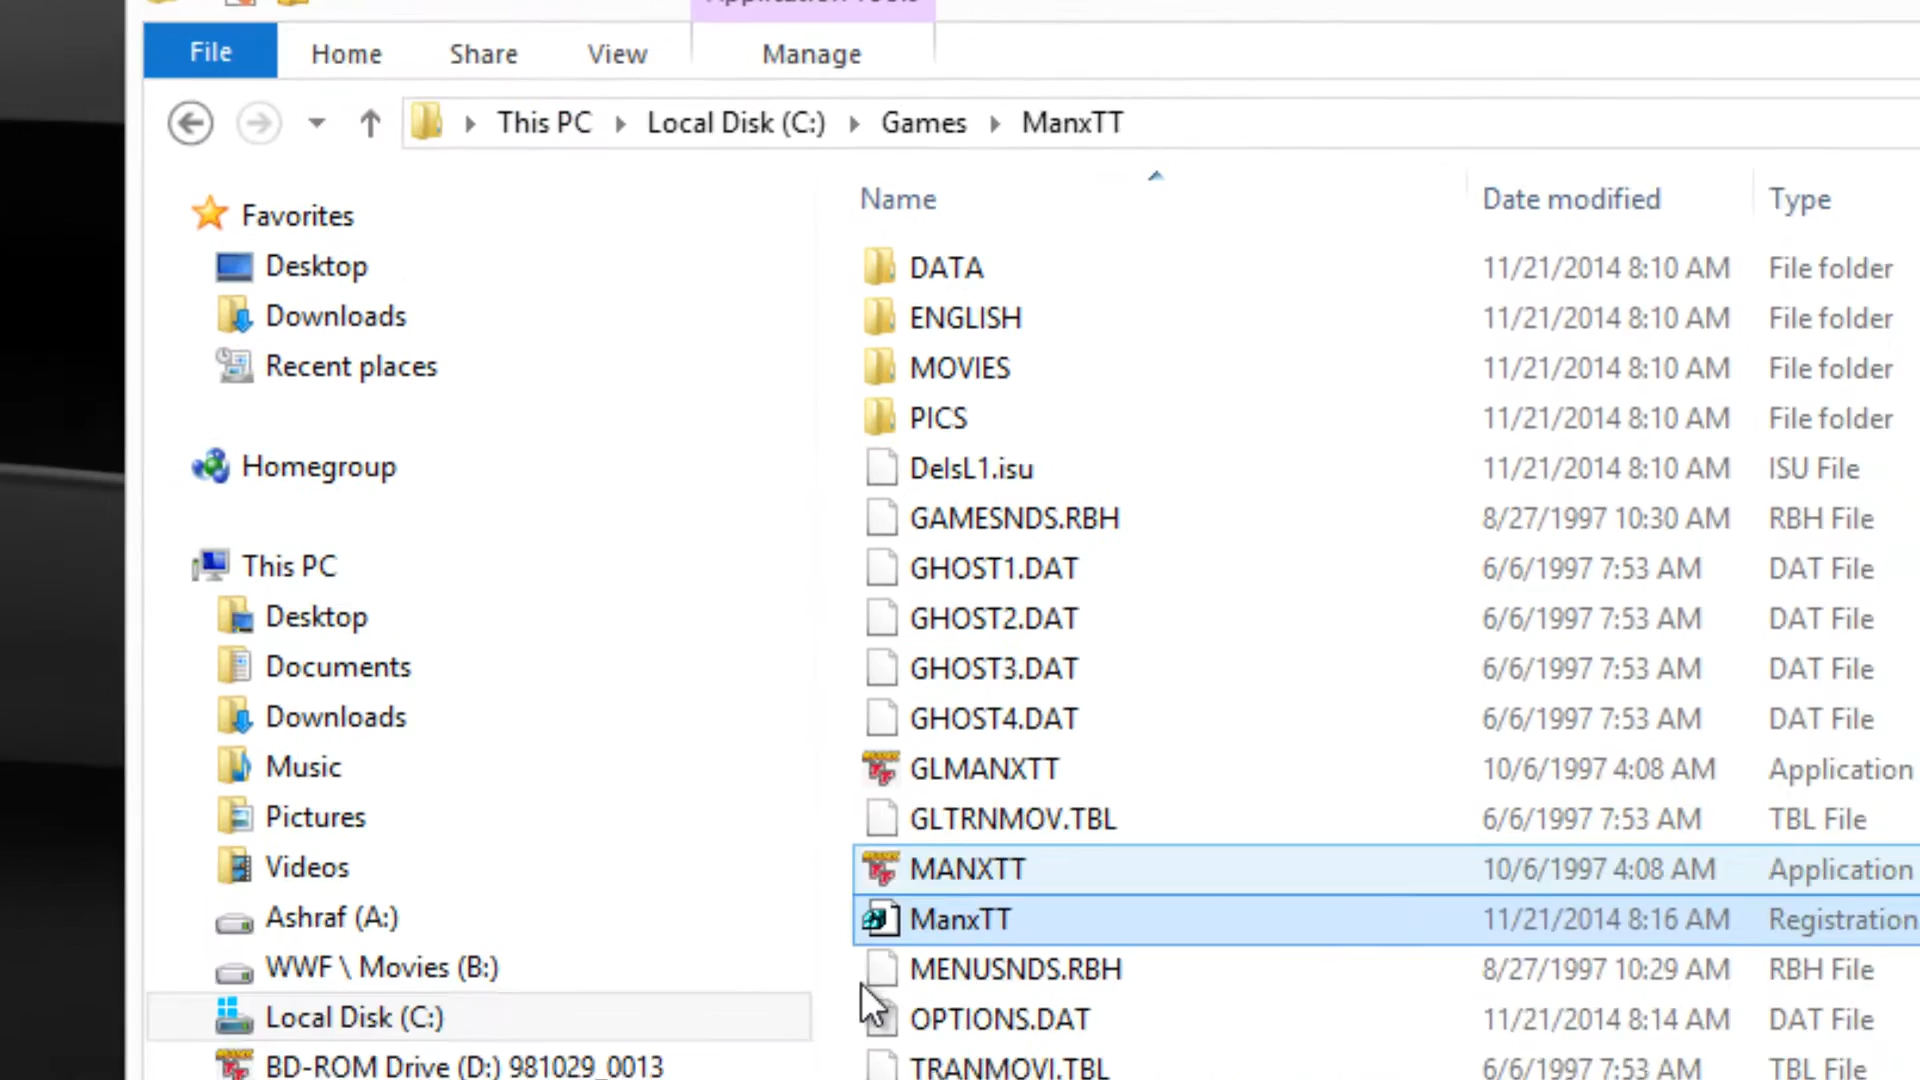 Application Tools
File Home Share View Manage
This PC Local Disk (C:) Games ManxTT
Name Date modified Type
Favorites
Desktop
Downloads
Recent places
Homegroup
This PC
Desktop
Documents
Downloads
Music
Pictures
Videos
Ashraf (A:)
WWF \ Movies (B:)
Local Disk (C:)
BD-ROM Drive (D:) 981029_0013
DATA 11/21/2014 8:10 AM File folder
ENGLISH 11/21/2014 8:10 AM File folder
MOVIES 11/21/2014 8:10 AM File folder
PICS 11/21/2014 8:10 AM File folder
DelsL1.isu 11/21/2014 8:10 AM ISU File
GAMESNDS.RBH 8/27/1997 10:30 AM RBH File
GHOST1.DAT 6/6/1997 7:53 AM DAT File
GHOST2.DAT 6/6/1997 7:53 AM DAT File
GHOST3.DAT 6/6/1997 7:53 AM DAT File
GHOST4.DAT 6/6/1997 7:53 AM DAT File
GLMANXTT 10/6/1997 4:08 AM Application
GLTRNMOV.TBL 6/6/1997 7:53 AM TBL File
MANXTT 10/6/1997 4:08 AM Application
ManxTT 11/21/2014 8:16 AM Registration
MENUSNDS.RBH 8/27/1997 10:29 AM RBH File
OPTIONS.DAT 11/21/2014 8:14 AM DAT File
TRANMOVI.TBL 6/6/1997 7:53 AM TBL File